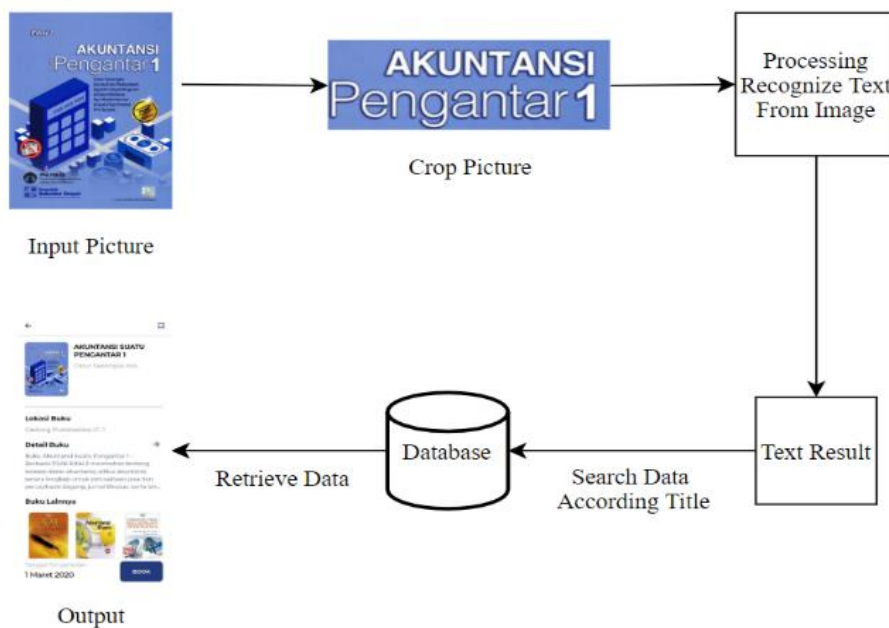 AKUNTANSI
Pengantar 1
Input Picture
AKUNTANSI
Pengantar 1
Crop Picture
Processing
Recognize Text
From Image
Text Result
Search Data
According Title
Database
Retrieve Data
AKUNTANSI SUATU
PENGANTAR 1
Lokasi Buku
Detail Buku
Buku Lainnya
1 Maret 2020
BOOK
Output